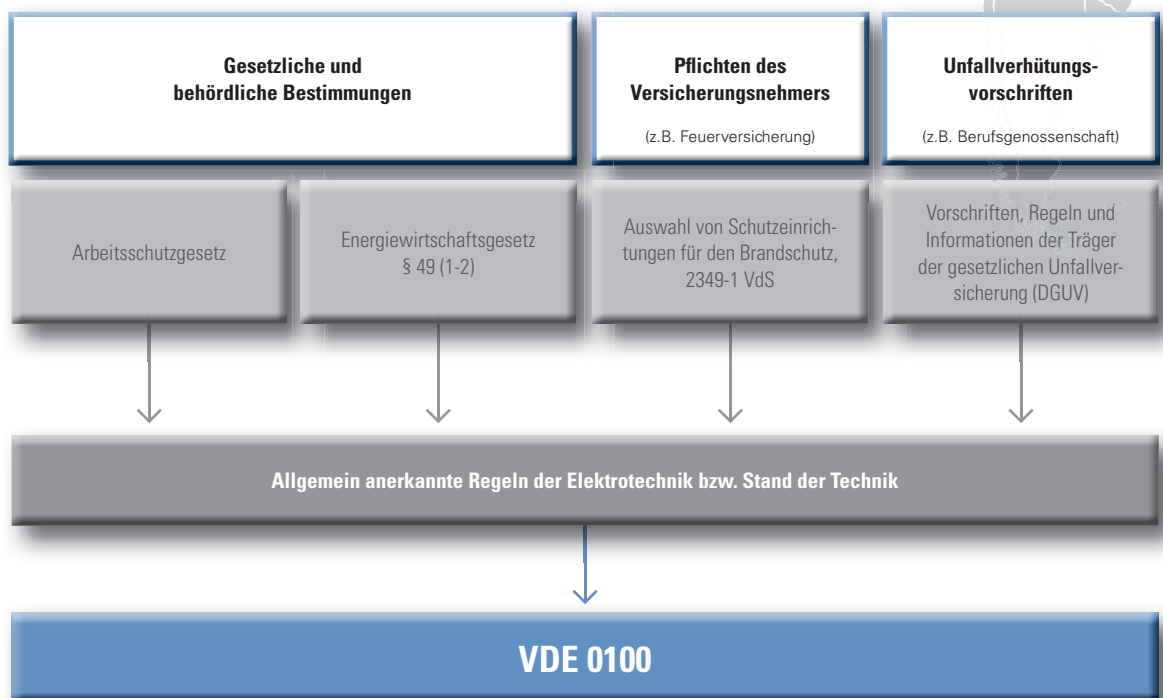 Gesetzliche und
behördliche Bestimmungen
Pflichten des
Versicherungsnehmers
(z.B. Feuerversicherung)
Unfallverhütungs-
vorschriften
(z.B. Berufsgenossenschaft)
Arbeitsschutzgesetz
Energiewirtschaftsgesetz
§ 49 (1-2)
Auswahl von Schutzeinrich-
tungen für den Brandschutz,
2349-1 VdS
Vorschriften, Regeln und
Informationen der Träger
der gesetzlichen Unfallver-
sicherung (DGUV)
Allgemein anerkannte Regeln der Elektrotechnik bzw. Stand der Technik
VDE 0100